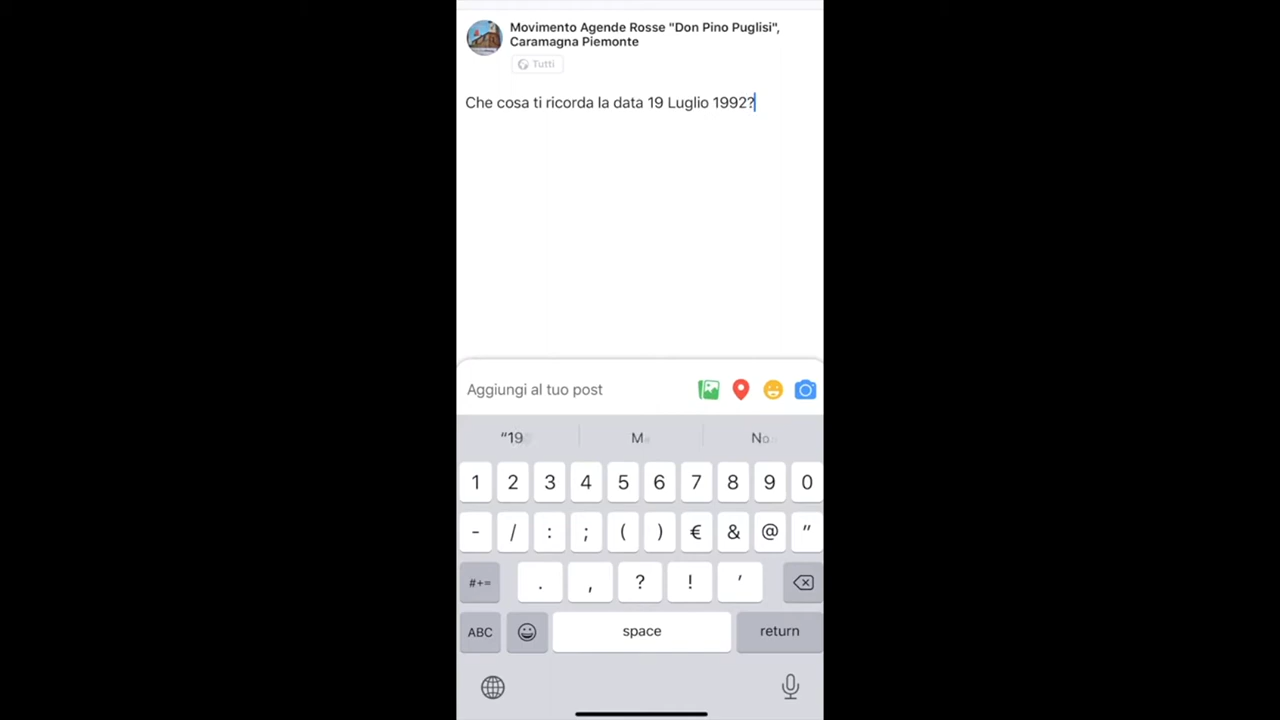 Movimento Agende Rosse "Don Pino Puglisi",
Caramagna Piemonte
Tutti
Che cosa ti ricorda la data 19 Luglio 1992?
Aggiungi al tuo post
“19 M No
1 2 3 4 5 6 7 8 9 0
- / : ; ( ) € & @ "
#+= . , ? ! ’
ABC space return